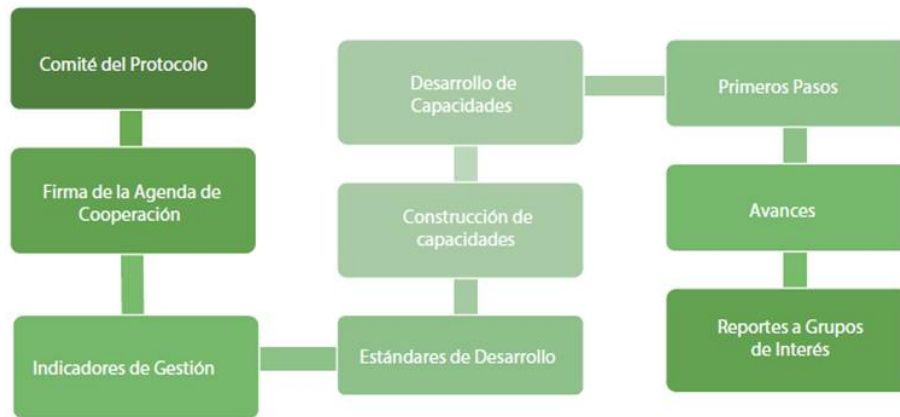 Comité del Protocolo
Firma de la Agenda de
Cooperación
Indicadores de Gestión
Estándares de Desarrollo
Construcción de
capacidades
Desarrollo de
Capacidades
Primeros Pasos
Avances
Reportes a Grupos
de Interés